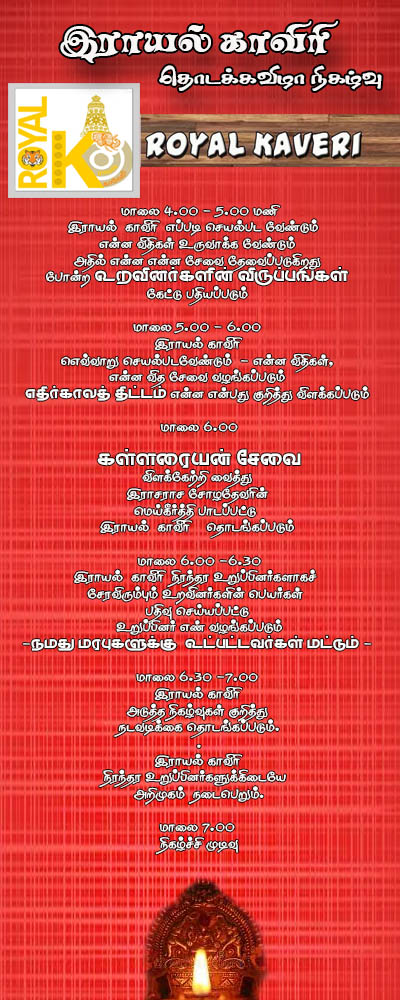 இராயல் காவிரி
தொடக்கவிழா நிகழ்வு
ROYAL
K
ROYAL KAVERI
மாலை 4.00 - 5.00 மணி
இராயல் காவிரி எப்படி செயல்பட வேண்டும்
என்ன விதிகள் உருவாக்க வேண்டும்
அதில் என்ன என்ன சேவை தேவைப்படுகிறது
போன்ற உறவினர்களின் விருப்பங்கள்
கேட்டு பதியப்படும்
மாலை 5.00 - 6.00
இராயல் காவிரி
எவ்வாறு செயல்படவேண்டும் - என்ன விதிகள்,
என்ன வித சேவை வழங்கப்படும்
எதிர்காலத் திட்டம் என்ன என்பது குறித்து விளக்கப்படும்
மாலை 6.00
கள்ளரையன் சேவை
விளக்கேற்றி வைத்து
இராசராச சோழதேவரின்
மெய்கீர்த்தி பாடப்பட்டு
இராயல் காவிரி தொடங்கப்படும்
மாலை 6.00 -6.30
இராயல் காவிரி நிரந்தர உறுப்பினர்களாகச்
சேரவிரும்பும் உறவினர்களின் பெயர்கள்
பதிவு செய்யப்பட்டு
உறுப்பினர் எண் வழங்கப்படும்
-நமது மரபுகளுக்கு உட்பட்டவர்கள் மட்டும் -
மாலை 6.30 -7.00
இராயல் காவிரி
அடுத்த நிகழ்வுகள் குறித்து
நடவடிக்கை தொடங்கப்படும்.
.
இராயல் காவிரி
நிரந்தர உறுப்பினர்களுக்கிடையே
அறிமுகம் நடைபெறும்.
மாலை 7.00
நிகழ்ச்சி முடிவு